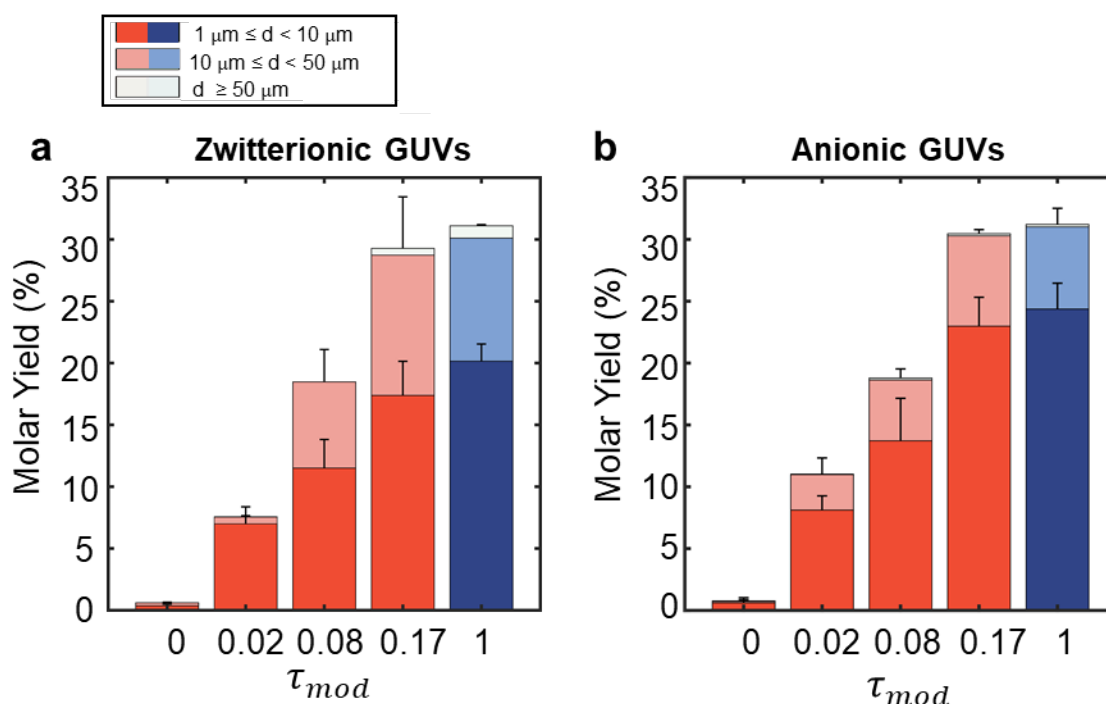 1 μm ≤ d < 10 μm
10 μm ≤ d < 50 μm
d ≥ 50 μm
a Zwitterionic GUVs
Molar Yield (%)
35
30
25
20
15
10
5
0
0 0.02 0.08 0.17 1
τmod
b Anionic GUVs
Molar Yield (%)
35
30
25
20
15
10
5
0
0 0.02 0.08 0.17 1
τmod